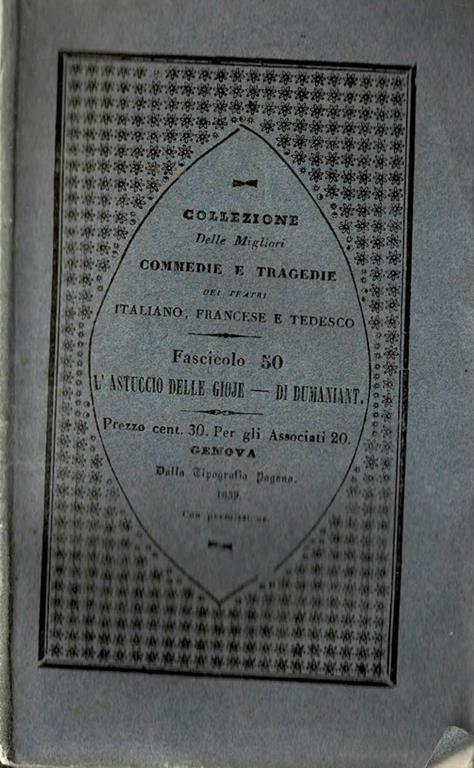 COLLEZIONE
Delle Migliori
COMMEDIE E TRAGEDIE
DEI TEATRI
ITALIANO, FRANCESE E TEDESCO
Fascicolo 50
L' ASTUCCIO DELLE GIOJE — DI DUMANIANT.
Prezzo cent. 30. Per gli Associati 20.
GENOVA
Dalla Tipografia Pagano.
1839.
Con permissione